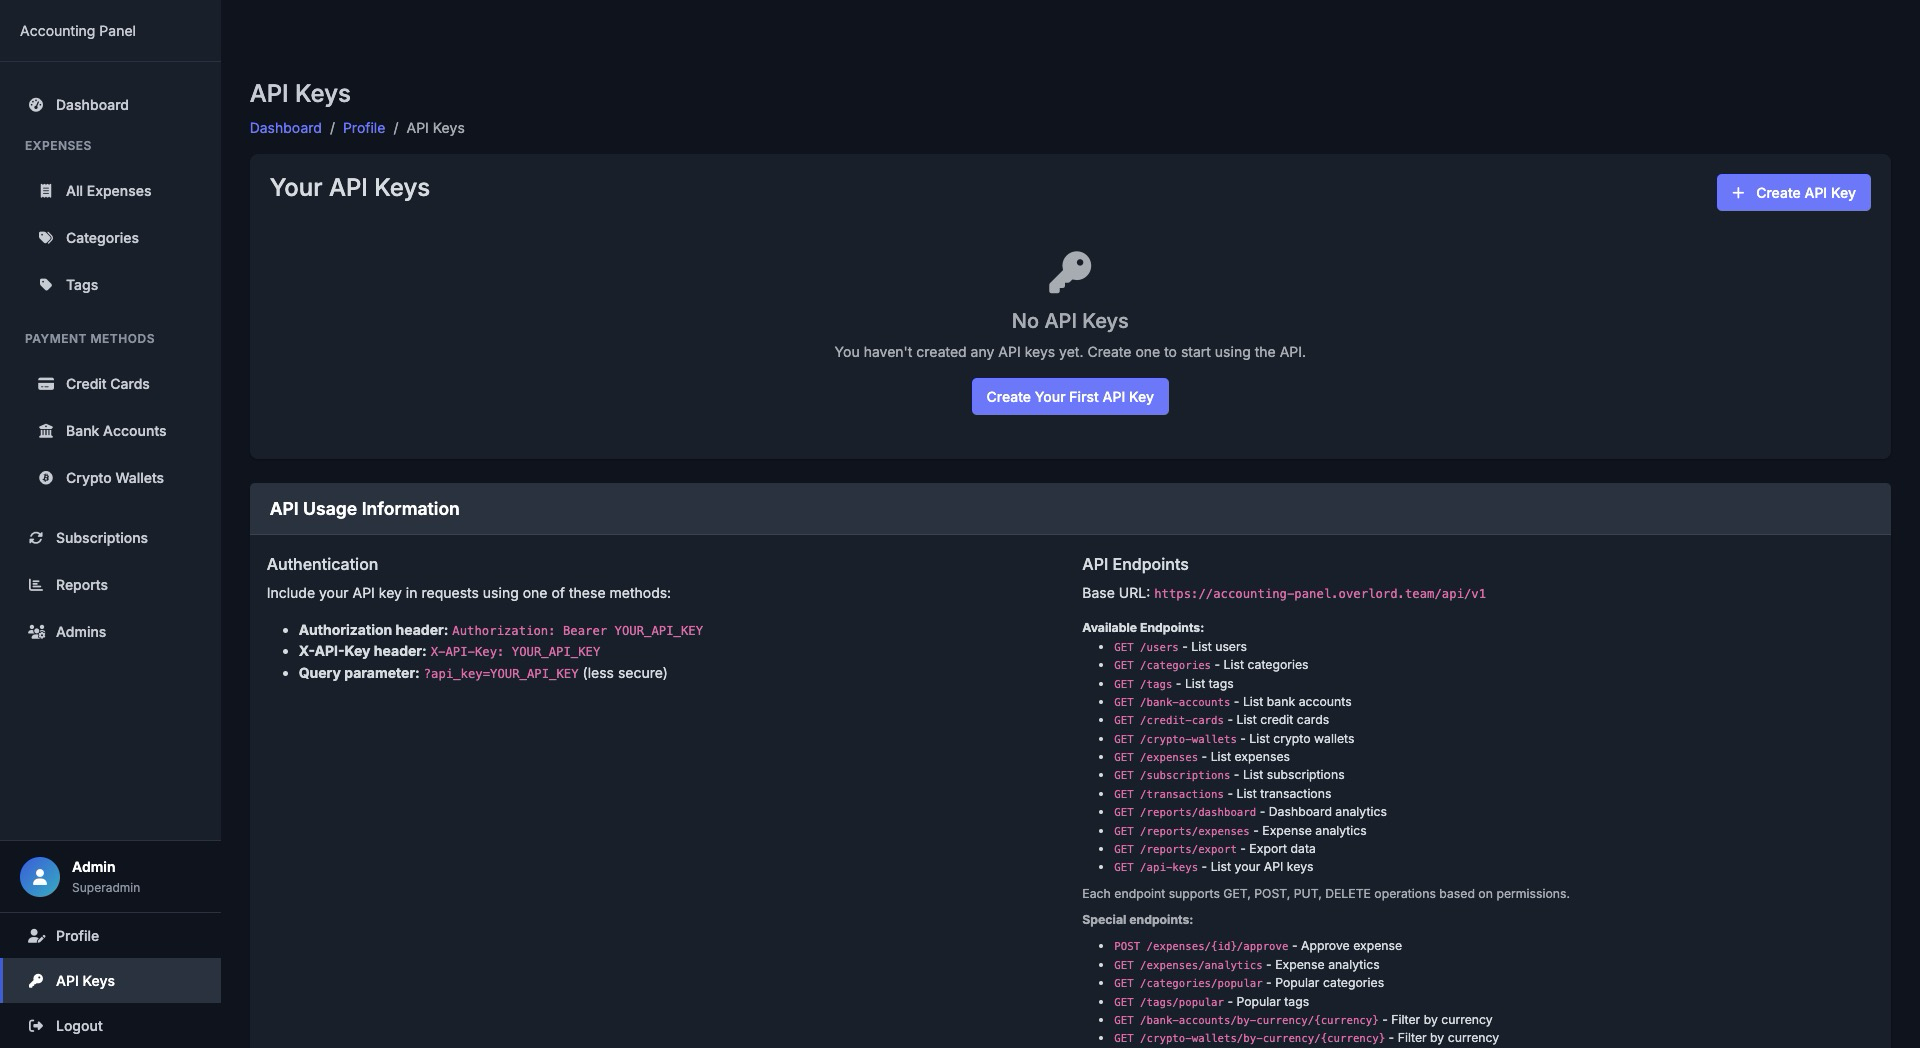 Accounting Panel
Dashboard
EXPENSES
All Expenses
Categories
Tags
PAYMENT METHODS
Credit Cards
Bank Accounts
Crypto Wallets
Subscriptions
Reports
Admins
Admin
Superadmin
Profile
API Keys
Logout
API Keys
Dashboard / Profile / API Keys
Your API Keys
+ Create API Key
No API Keys
You haven't created any API keys yet. Create one to start using the API.
Create Your First API Key
API Usage Information
Authentication
Include your API key in requests using one of these methods:
• Authorization header: Authorization: Bearer YOUR_API_KEY
• X-API-Key header: X-API-Key: YOUR_API_KEY
• Query parameter: ?api_key=YOUR_API_KEY (less secure)
API Endpoints
Base URL: https://accounting-panel.overlord.team/api/v1
Available Endpoints:
• GET /users - List users
• GET /categories - List categories
• GET /tags - List tags
• GET /bank-accounts - List bank accounts
• GET /credit-cards - List credit cards
• GET /crypto-wallets - List crypto wallets
• GET /expenses - List expenses
• GET /subscriptions - List subscriptions
• GET /transactions - List transactions
• GET /reports/dashboard - Dashboard analytics
• GET /reports/expenses - Expense analytics
• GET /reports/export - Export data
• GET /api-keys - List your API keys
Each endpoint supports GET, POST, PUT, DELETE operations based on permissions.
Special endpoints:
• POST /expenses/{id}/approve - Approve expense
• GET /expenses/analytics - Expense analytics
• GET /categories/popular - Popular categories
• GET /tags/popular - Popular tags
• GET /bank-accounts/by-currency/{currency} - Filter by currency
• GET /crypto-wallets/by-currency/{currency} - Filter by currency